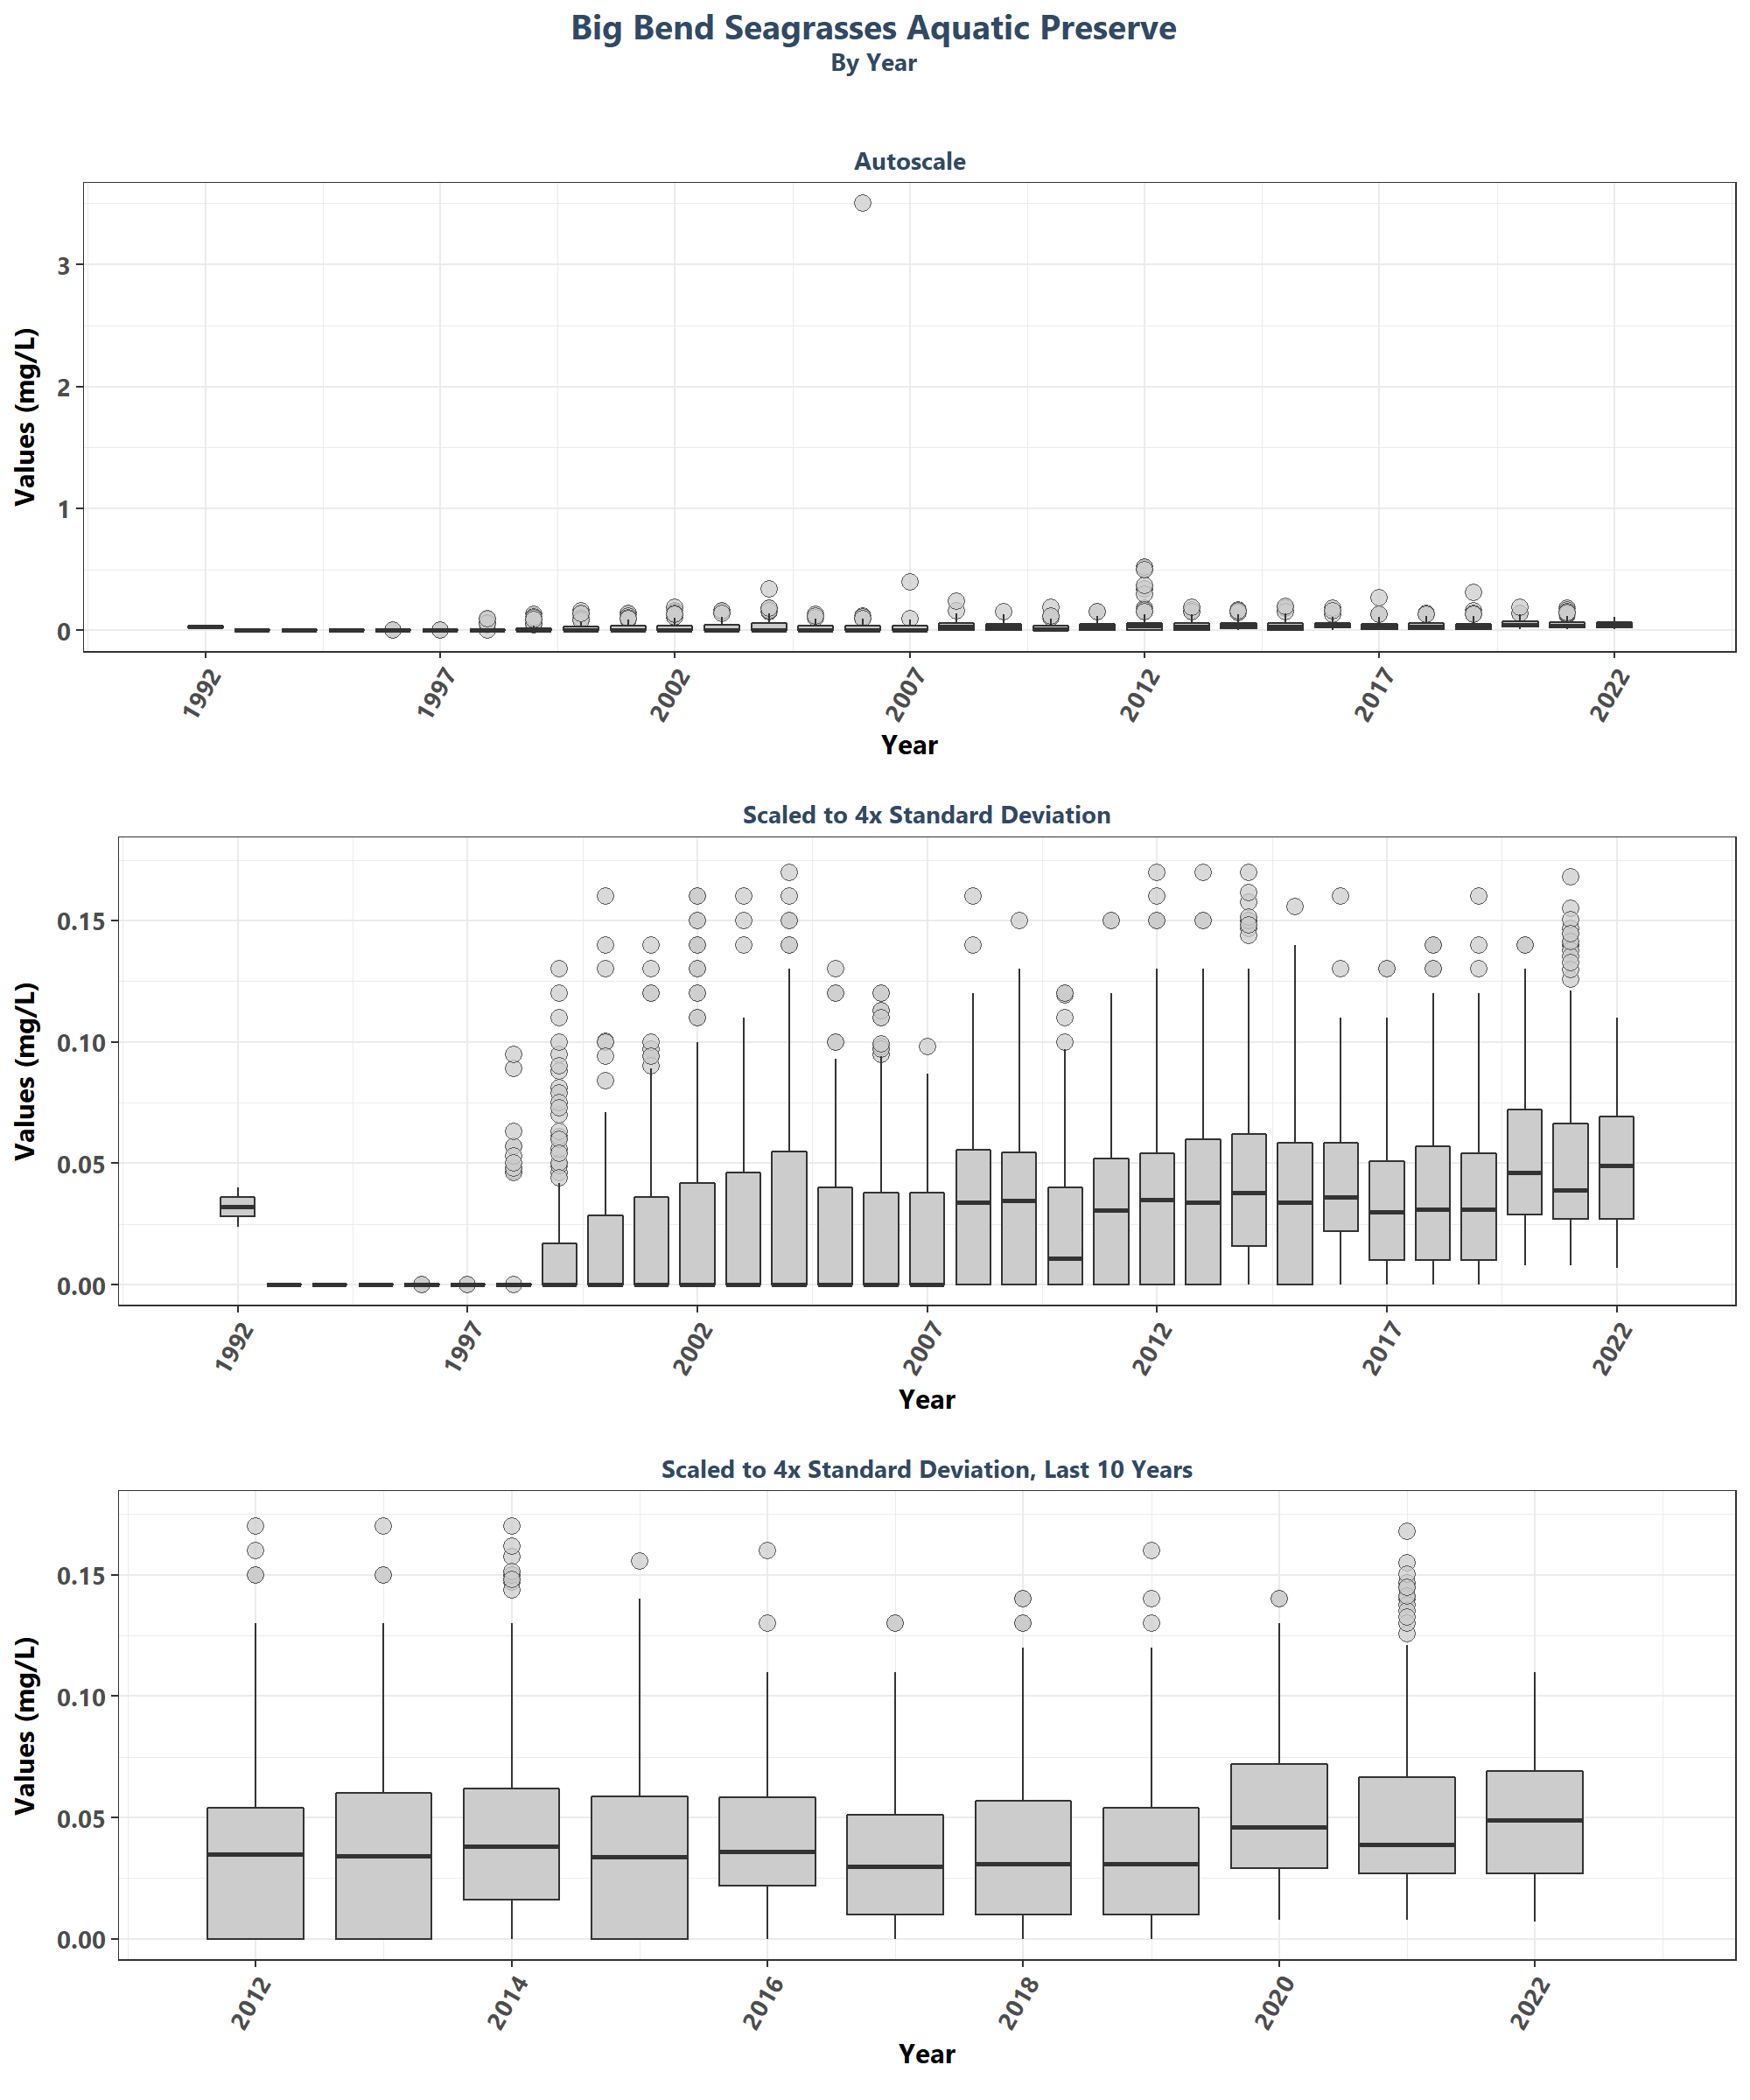 Big Bend Seagrasses Aquatic Preserve
By Year
Autoscale
Values (mg/L)
3
2
1
0
1992 1997 2002 2007 2012 2017 2022
Year
Scaled to 4x Standard Deviation
Values (mg/L)
0.15
0.10
0.05
0.00
1992 1997 2002 2007 2012 2017 2022
Year
Scaled to 4x Standard Deviation, Last 10 Years
Values (mg/L)
0.15
0.10
0.05
0.00
2012 2014 2016 2018 2020 2022
Year